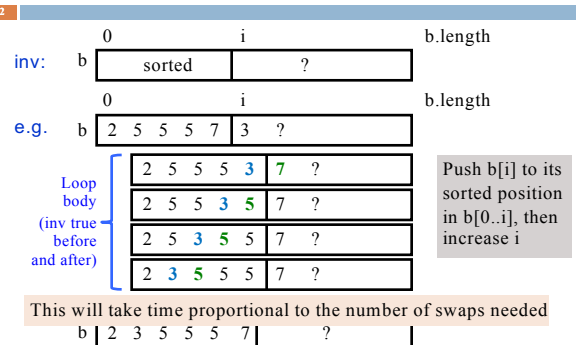 2
0 i b.length
inv: b sorted ?
0 i b.length
e.g. b 2 5 5 5 7 3 ?
2 5 5 5 3 7 ?
2 5 5 3 5 7 ?
2 5 3 5 5 7 ?
2 3 5 5 5 7 ?
Loop
body
(inv true
before
and after)
Push b[i] to its
sorted position
in b[0..i], then
increase i
This will take time proportional to the number of swaps needed
b 2 3 5 5 5 7 ?